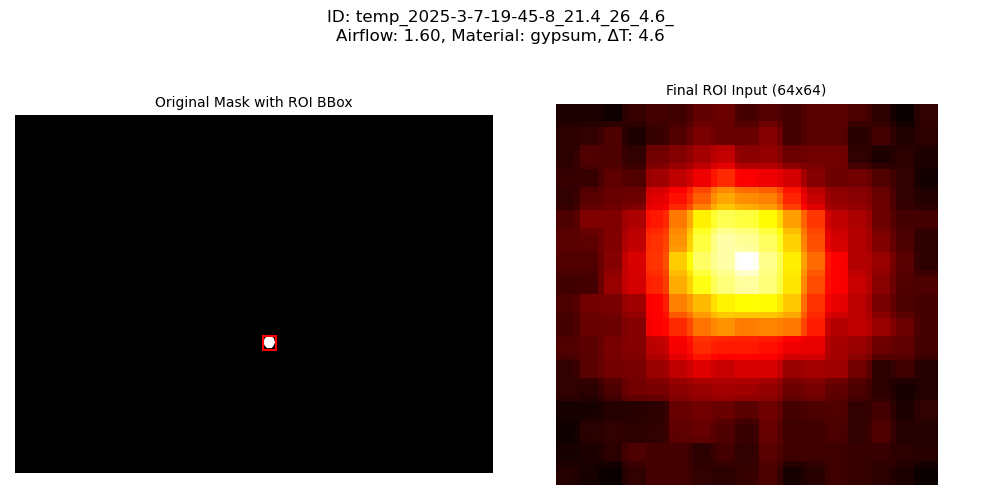 ID: temp_2025-3-7-19-45-8_21.4_26_4.6_
Airflow: 1.60, Material: gypsum, ΔT: 4.6
Original Mask with ROI BBox
Final ROI Input (64x64)